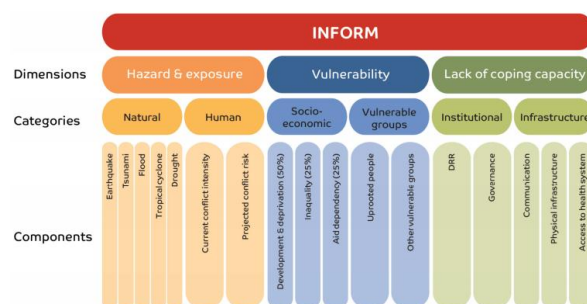 INFORM
Dimensions
Hazard & exposure
Vulnerability
Lack of coping capacity
Categories
Natural
Human
Socio-
economic
Vulnerable
groups
Institutional
Infrastructure
Components
Earthquake
Tsunami
Flood
Tropical cyclone
Drought
Current conflict intensity
Projected conflict risk
Development & deprivation (50%)
Inaquality (25%)
Aid dependency (25%)
Uprooted people
Other vulnerable groups
DRR
Governance
Communication
Physical infrastructure
Access to health system